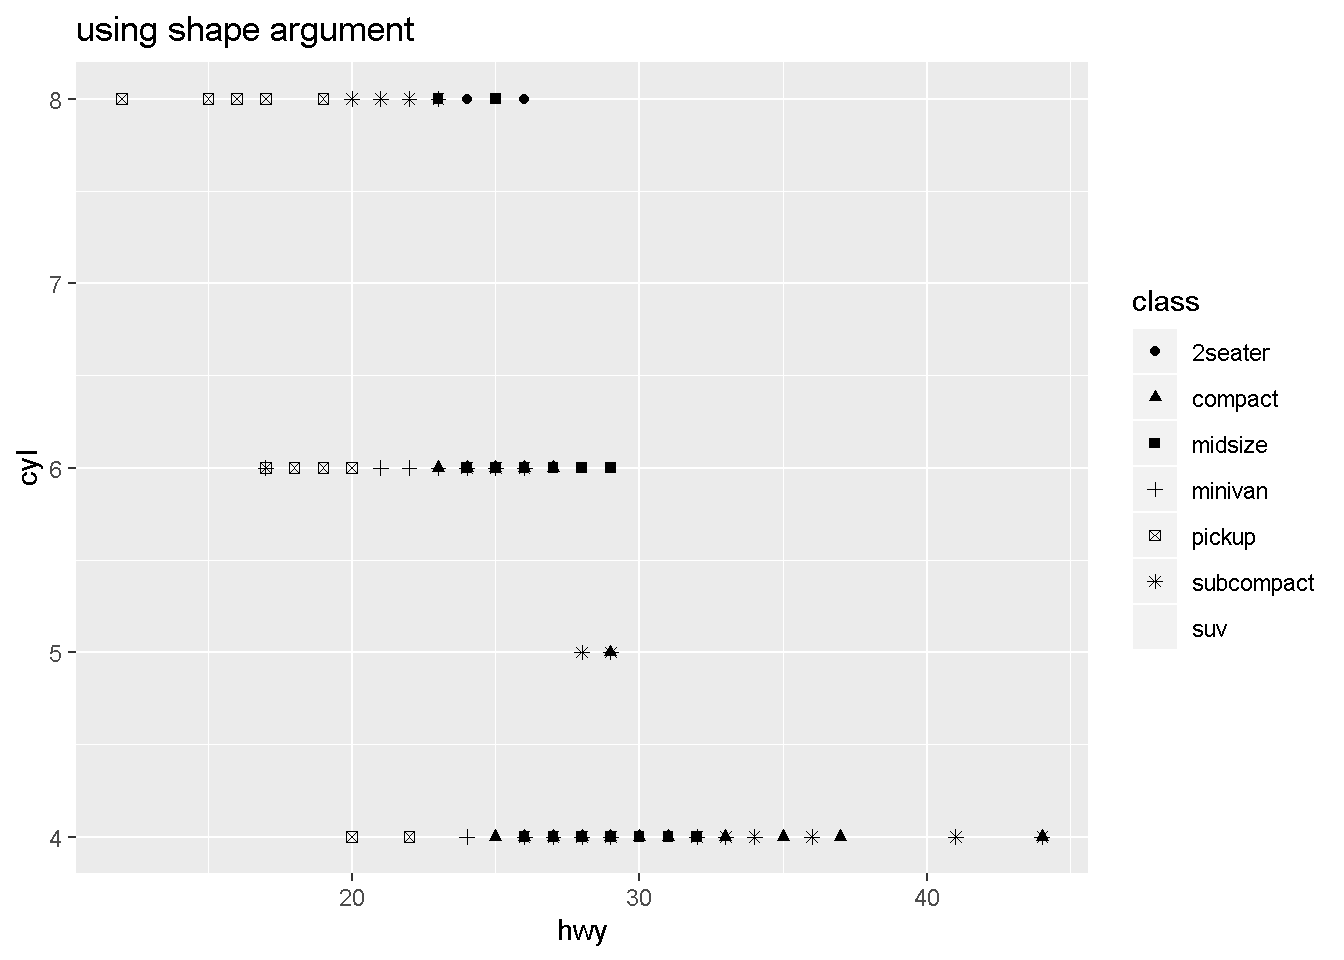 using shape argument
8
7
6
5
4
cyl
20 30 40
hwy
class
2seater
compact
midsize
minivan
pickup
subcompact
suv